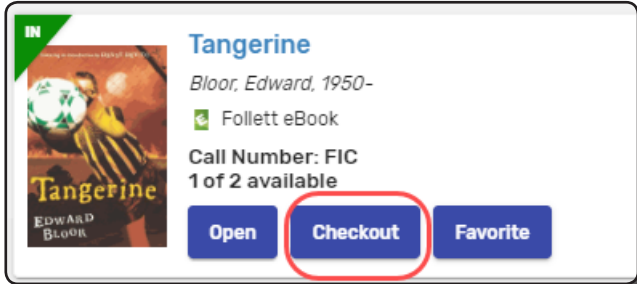 IN
Tangerine
EDWARD
BLOOR
Tangerine
Bloor, Edward, 1950-
Follett eBook
Call Number: FIC
1 of 2 available
Open
Checkout
Favorite